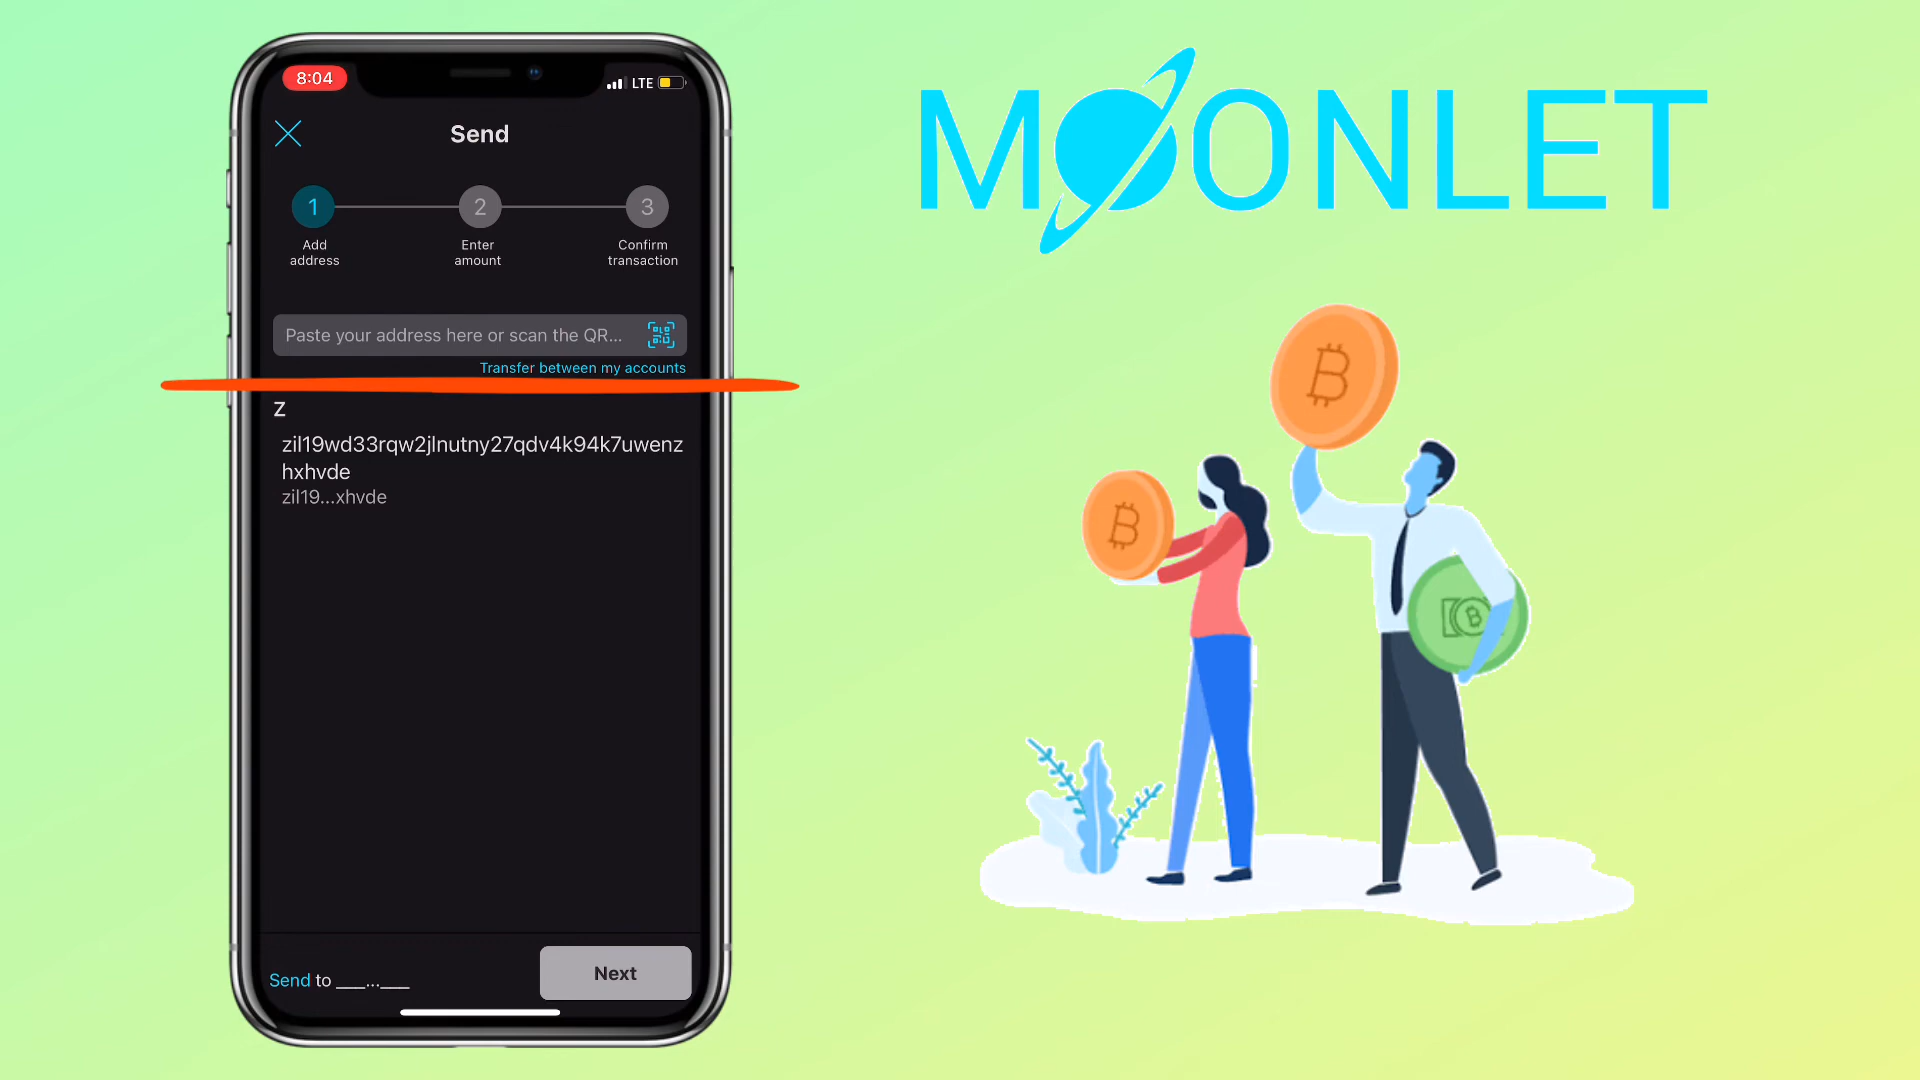 8:04
LTE
Send
1
2
3
Add
address
Enter
amount
Confirm
transaction
Paste your address here or scan the QR...
Transfer between my accounts
Z
zil19wd33rqw2jlnutny27qdv4k94k7uwenz
hxhvde
zil19...xhvde
Send to ___...___
Next
MOONLET